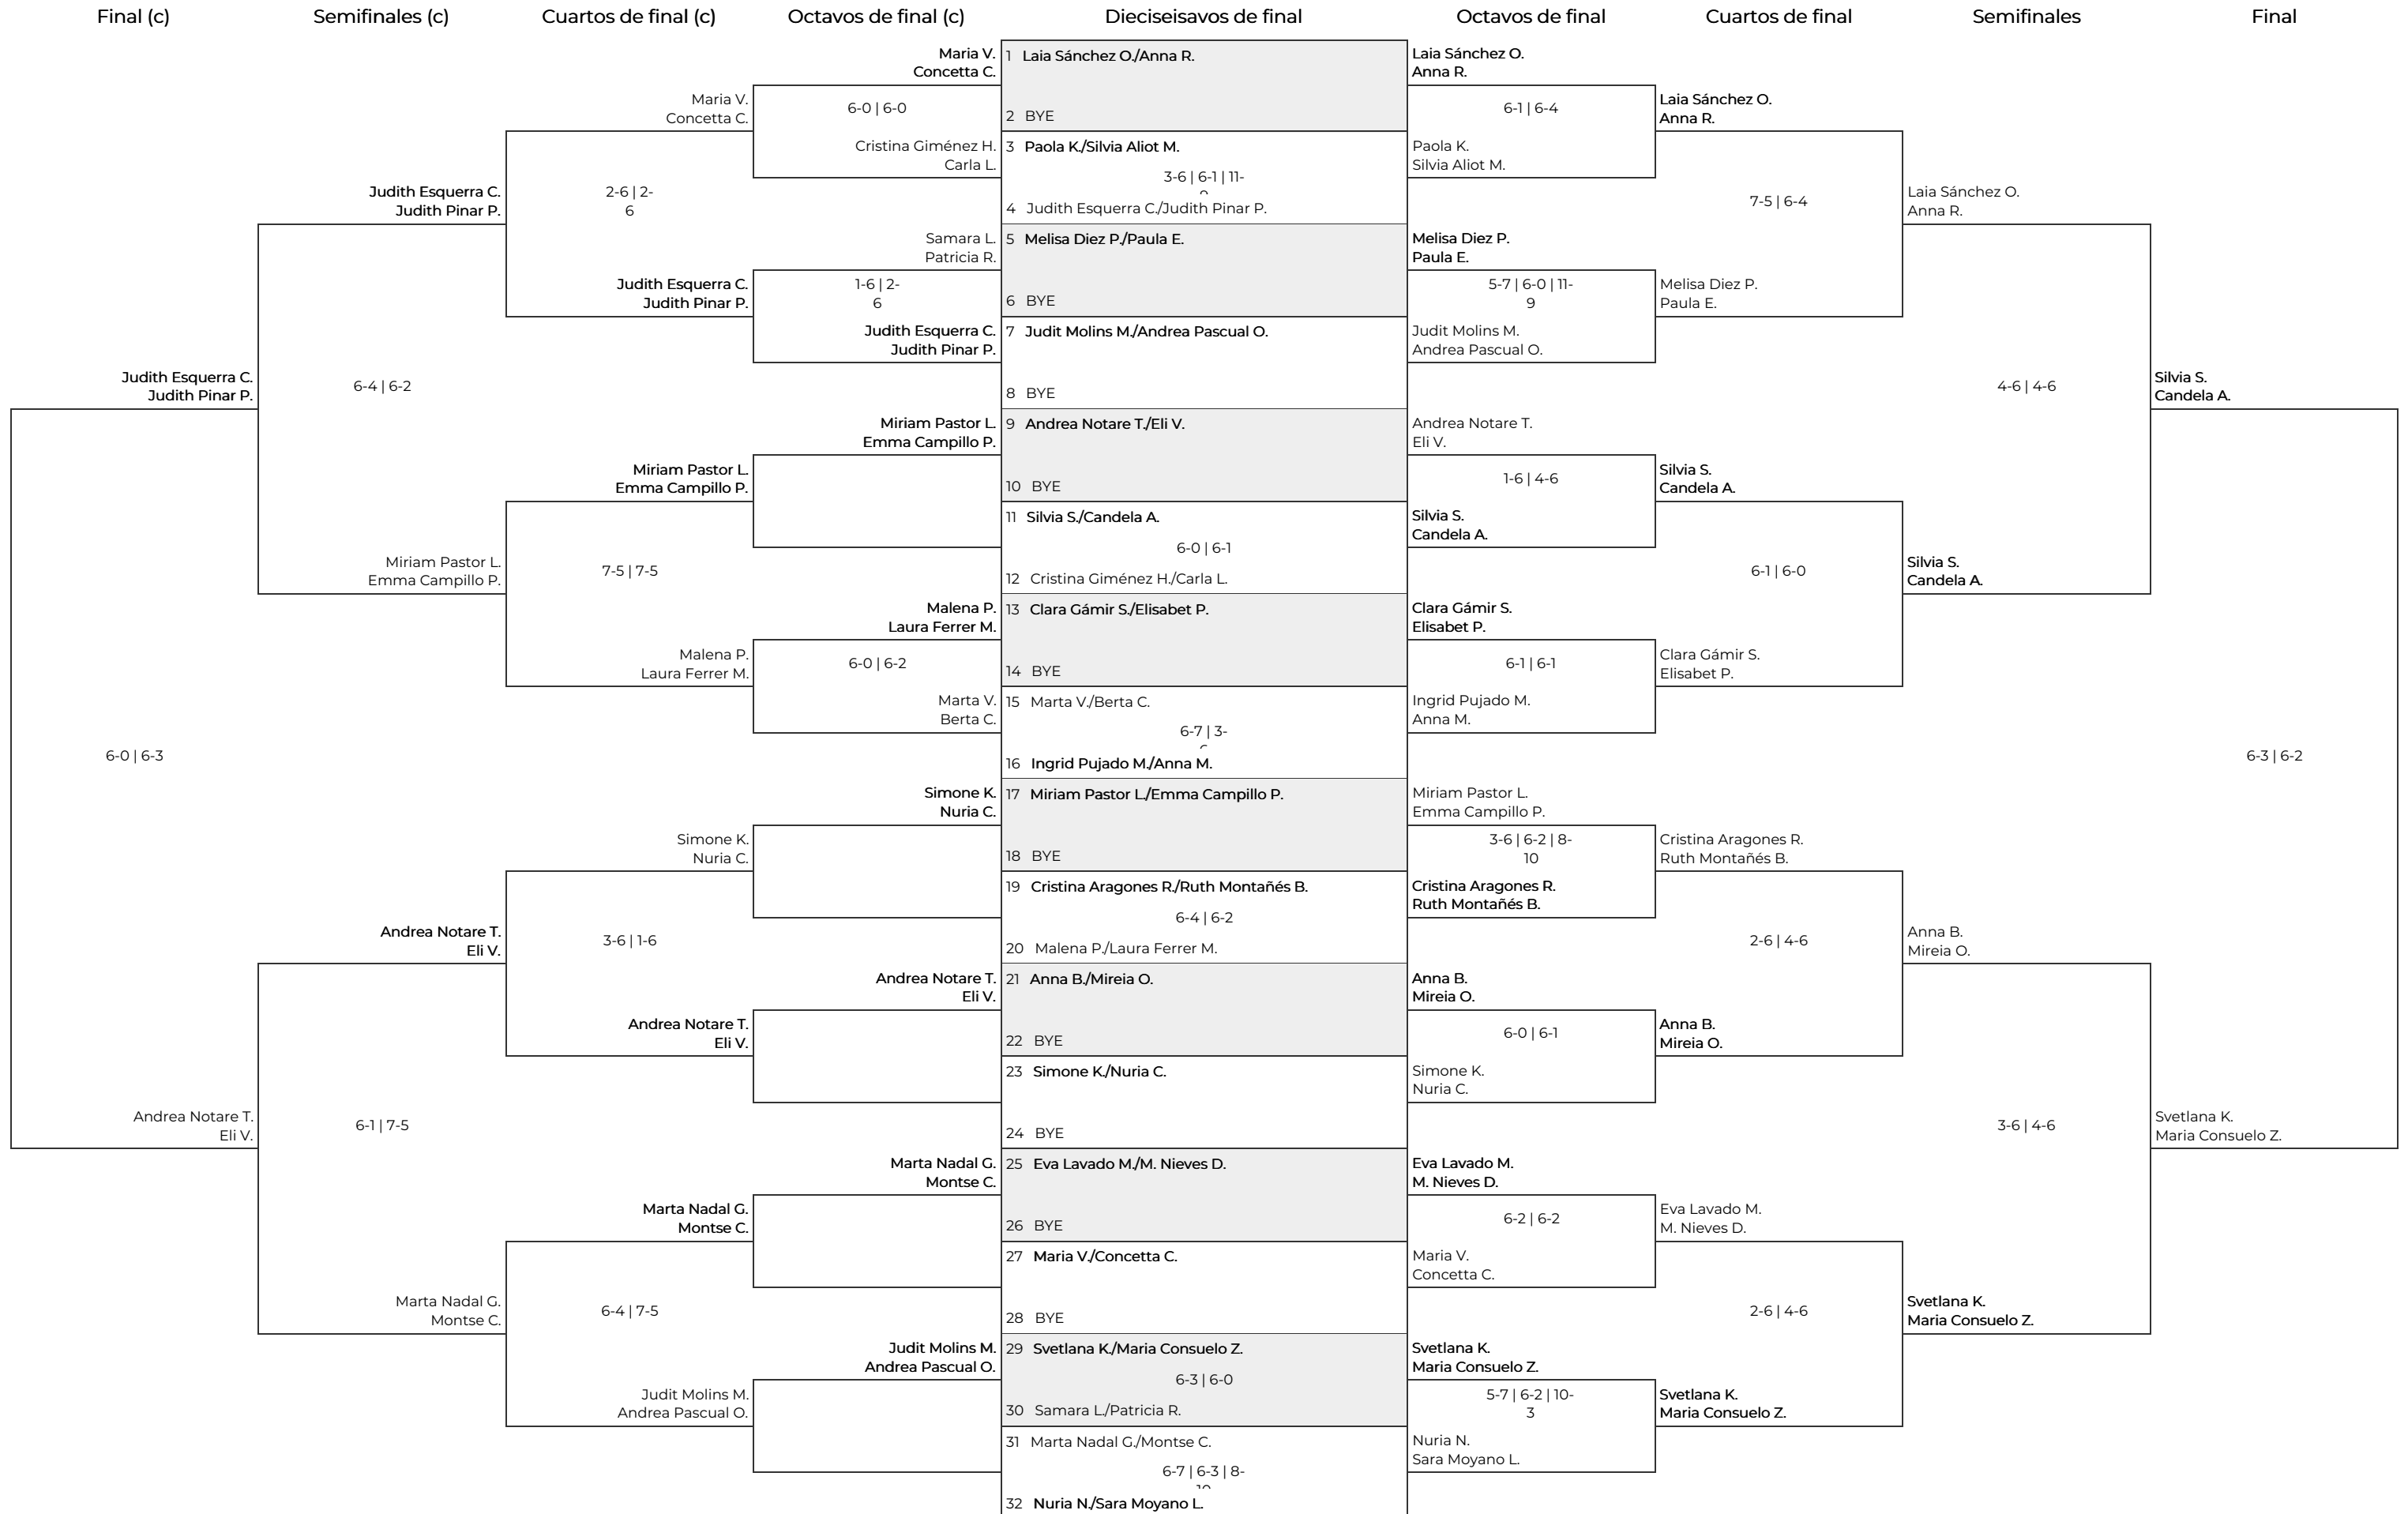 Final (c)
Semifinales (c)
Cuartos de final (c)
Octavos de final (c)
Dieciseisavos de final
Octavos de final
Cuartos de final
Semifinales
Final
Judith Esquerra C.
Judith Pinar P.
6-0 | 6-3
Andrea Notare T.
Eli V.
Judith Esquerra C.
Judith Pinar P.
6-4 | 6-2
Miriam Pastor L.
Emma Campillo P.
Andrea Notare T.
Eli V.
6-1 | 7-5
Marta Nadal G.
Montse C.
Maria V.
Concetta C.
2-6 | 2-
6
Judith Esquerra C.
Judith Pinar P.
Miriam Pastor L.
Emma Campillo P.
7-5 | 7-5
Malena P.
Laura Ferrer M.
Simone K.
Nuria C.
3-6 | 1-6
Andrea Notare T.
Eli V.
Marta Nadal G.
Montse C.
6-4 | 7-5
Judit Molins M.
Andrea Pascual O.
Maria V.
Concetta C.
6-0 | 6-0
Cristina Giménez H.
Carla L.
Samara L.
Patricia R.
1-6 | 2-
6
Judith Esquerra C.
Judith Pinar P.
Miriam Pastor L.
Emma Campillo P.
Malena P.
Laura Ferrer M.
6-0 | 6-2
Marta V.
Berta C.
Simone K.
Nuria C.
Andrea Notare T.
Eli V.
Marta Nadal G.
Montse C.
Judit Molins M.
Andrea Pascual O.
1 Laia Sánchez O./Anna R.
2 BYE
3 Paola K./Silvia Aliot M.
3-6 | 6-1 | 11-
4 Judith Esquerra C./Judith Pinar P.
5 Melisa Diez P./Paula E.
6 BYE
7 Judit Molins M./Andrea Pascual O.
8 BYE
9 Andrea Notare T./Eli V.
10 BYE
11 Silvia S./Candela A.
6-0 | 6-1
12 Cristina Giménez H./Carla L.
13 Clara Gámir S./Elisabet P.
14 BYE
15 Marta V./Berta C.
6-7 | 3-
16 Ingrid Pujado M./Anna M.
17 Miriam Pastor L./Emma Campillo P.
18 BYE
19 Cristina Aragones R./Ruth Montañés B.
6-4 | 6-2
20 Malena P./Laura Ferrer M.
21 Anna B./Mireia O.
22 BYE
23 Simone K./Nuria C.
24 BYE
25 Eva Lavado M./M. Nieves D.
26 BYE
27 Maria V./Concetta C.
28 BYE
29 Svetlana K./Maria Consuelo Z.
6-3 | 6-0
30 Samara L./Patricia R.
31 Marta Nadal G./Montse C.
6-7 | 6-3 | 8-
32 Nuria N./Sara Moyano L.
Laia Sánchez O.
Anna R.
6-1 | 6-4
Paola K.
Silvia Aliot M.
Melisa Diez P.
Paula E.
5-7 | 6-0 | 11-
9
Judit Molins M.
Andrea Pascual O.
Andrea Notare T.
Eli V.
1-6 | 4-6
Silvia S.
Candela A.
Clara Gámir S.
Elisabet P.
6-1 | 6-1
Ingrid Pujado M.
Anna M.
Miriam Pastor L.
Emma Campillo P.
3-6 | 6-2 | 8-
10
Cristina Aragones R.
Ruth Montañés B.
Anna B.
Mireia O.
6-0 | 6-1
Simone K.
Nuria C.
Eva Lavado M.
M. Nieves D.
6-2 | 6-2
Maria V.
Concetta C.
Svetlana K.
Maria Consuelo Z.
5-7 | 6-2 | 10-
3
Nuria N.
Sara Moyano L.
Laia Sánchez O.
Anna R.
7-5 | 6-4
Melisa Diez P.
Paula E.
Silvia S.
Candela A.
6-1 | 6-0
Clara Gámir S.
Elisabet P.
Cristina Aragones R.
Ruth Montañés B.
2-6 | 4-6
Anna B.
Mireia O.
Eva Lavado M.
M. Nieves D.
2-6 | 4-6
Svetlana K.
Maria Consuelo Z.
Laia Sánchez O.
Anna R.
4-6 | 4-6
Silvia S.
Candela A.
Anna B.
Mireia O.
3-6 | 4-6
Svetlana K.
Maria Consuelo Z.
Silvia S.
Candela A.
6-3 | 6-2
Svetlana K.
Maria Consuelo Z.